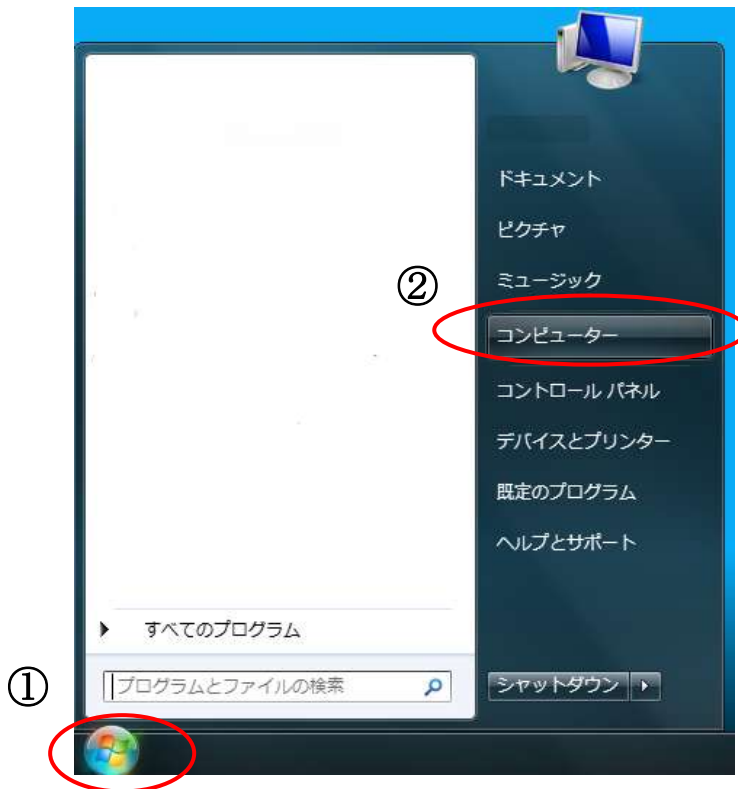 ドキュメント
ピクチャ
②
ミュージック
コンピューター
コントロール パネル
デバイスとプリンター
既定のプログラム
ヘルプとサポート
すべてのプログラム
①
プログラムとファイルの検索
シャットダウン